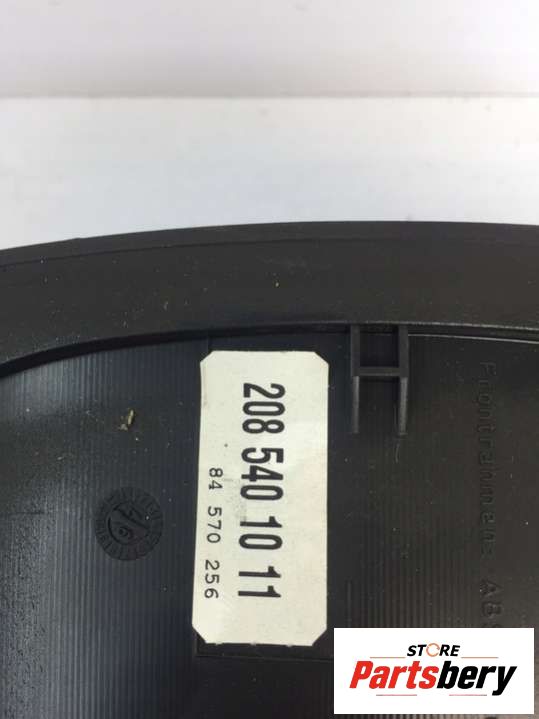 208 540 10 11
84 570 256
Frontrahmen:
STORE
Partsbery